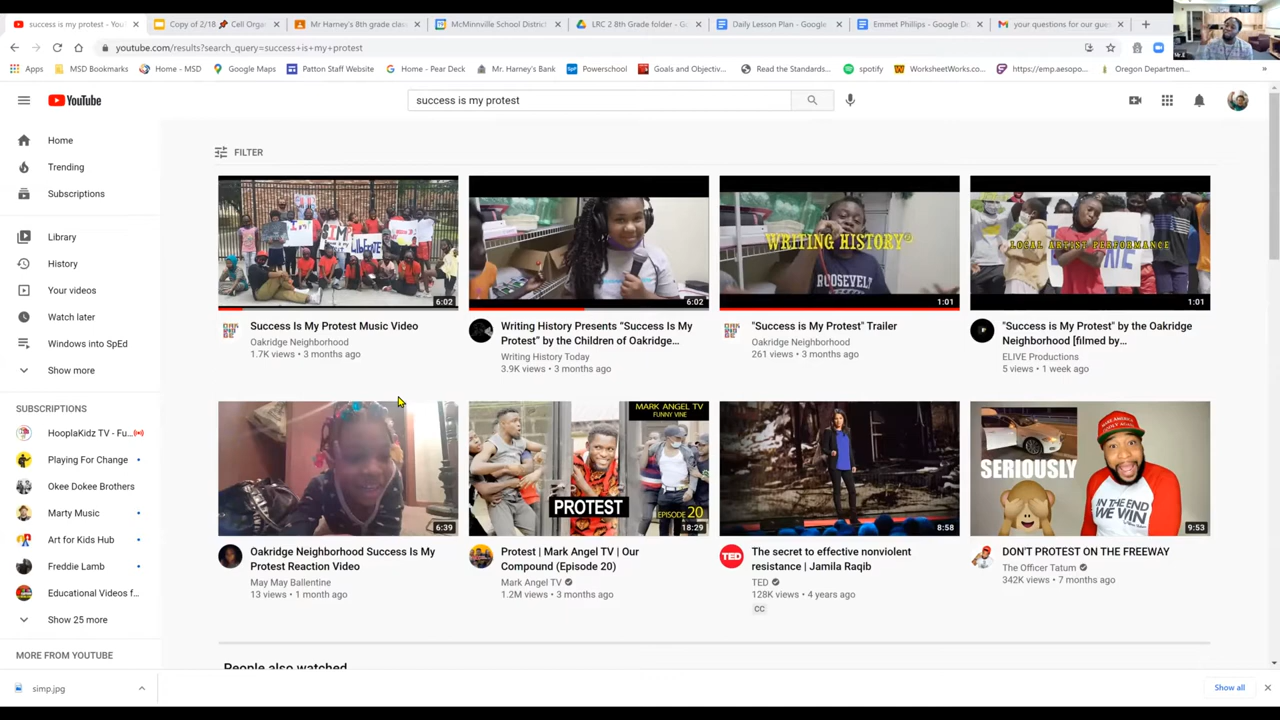 success is my protest - You
Copy of 2/18 📌 Cell Organ
Mr Harney's 8th grade clas
McMinnville School District
LRC 2 8th Grade folder - Go
Daily Lesson Plan - Google
Emmet Phillips - Google Do
your questions for our gue
youtube.com/results?search_query=success+is+my+protest
Apps
MSD Bookmarks
Home - MSD
Google Maps
Patton Staff Website
Home - Pear Deck
Mr. Harney's Bank
Powerschool
Goals and Objectiv...
Read the Standards...
spotify
WorksheetWorks.co...
https://emp.aesopo...
Oregon Departmen...
»
YouTube
success is my protest
Home
Trending
Subscriptions
Library
History
Your videos
Watch later
Windows into SpEd
Show more
SUBSCRIPTIONS
HooplaKidz TV - Fu...
Playing For Change
Okee Dokee Brothers
Marty Music
Art for Kids Hub
Freddie Lamb
Educational Videos f...
Show 25 more
MORE FROM YOUTUBE
FILTER
6:02
Success Is My Protest Music Video
Oakridge Neighborhood
1.7K views • 3 months ago
6:02
Writing History Presents "Success Is My
Protest" by the Children of Oakridge...
Writing History Today
3.9K views • 3 months ago
WRITING HISTORY®
ROOSEVEL
1:01
"Success is My Protest" Trailer
Oakridge Neighborhood
261 views • 3 months ago
LOCAL ARTIST PERFORMANCE
1:01
"Success is My Protest" by the Oakridge
Neighborhood [filmed by...
ELIVE Productions
5 views • 1 week ago
6:39
Oakridge Neighborhood Success Is My
Protest Reaction Video
May May Ballentine
13 views • 1 month ago
MARK ANGEL TV
FUNNY VINE
PROTEST
EPISODE 20
18:29
Protest | Mark Angel TV | Our
Compound (Episode 20)
Mark Angel TV
1.2M views • 3 months ago
8:58
TED
The secret to effective nonviolent
resistance | Jamila Raqib
TED
128K views • 4 years ago
CC
SERIOUSLY
IN THE END
WE WIN
9:53
DON'T PROTEST ON THE FREEWAY
The Officer Tatum
342K views • 7 months ago
People also watched
simp.jpg
Show all